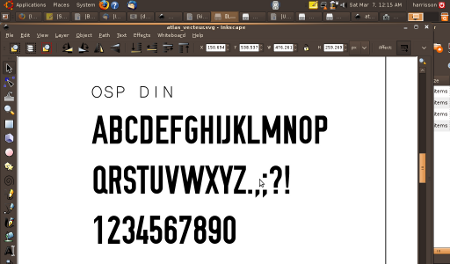 Applications Places System
harrison
Sat Mar 7, 12:15 AM
File Edit View Layer Object Path Text Effects Whiteboard Help
OSP DIN
ABCDEFGHIJKLMNOP
QRSTUVWXYZ.,;?!
1234567890